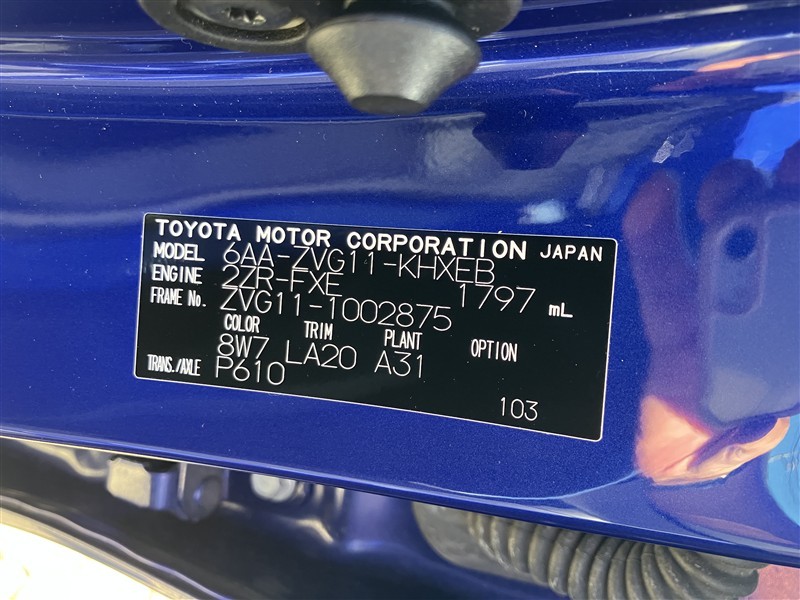 TOYOTA MOTOR CORPORATION JAPAN
MODEL 6AA-ZVG11-KHXEB
ENGINE 2ZR-FXE 1797 mL
FRAME No. ZVG11-1002875
COLOR TRIM PLANT OPTION
8W7 LA20 A31
TRANS./AXLE P610
103